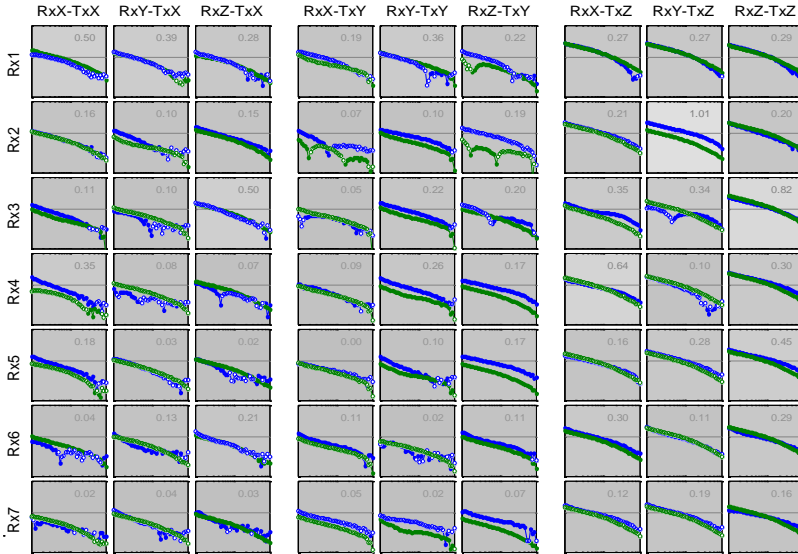 RxX-TxX RxY-TxX RxZ-TxX RxX-TxY RxY-TxY RxZ-TxY RxX-TxZ RxY-TxZ RxZ-TxZ
Rx1 0.50 0.39 0.28 0.19 0.36 0.22 0.27 0.27 0.29
Rx2 0.16 0.10 0.15 0.07 0.10 0.19 0.21 1.01 0.20
Rx3 0.11 0.10 0.50 0.05 0.22 0.20 0.35 0.34 0.82
Rx4 0.35 0.08 0.07 0.09 0.26 0.17 0.64 0.10 0.30
Rx5 0.18 0.03 0.02 0.00 0.10 0.17 0.16 0.28 0.45
Rx6 0.04 0.13 0.21 0.11 0.02 0.11 0.30 0.11 0.29
Rx7 0.02 0.04 0.03 0.05 0.02 0.07 0.12 0.19 0.16